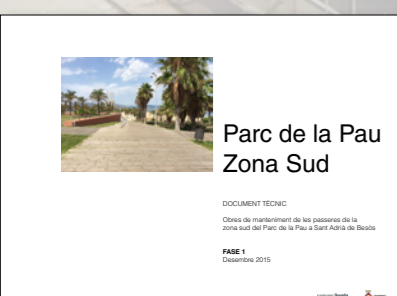 Parc de la Pau
Zona Sud
DOCUMENT TÈCNIC
Obres de manteniment de les passeres de la
zona sud del Parc de la Pau a Sant Adrià de Besòs
FASE 1
Desembre 2015